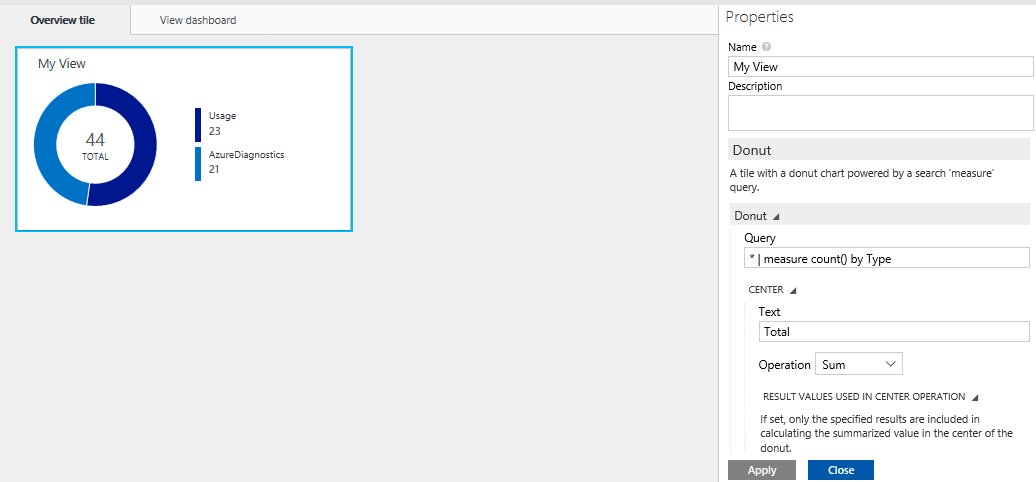 Overview tile
View dashboard
My View
44
TOTAL
Usage
23
AzureDiagnostics
21
Properties
Name ?
My View
Description
Donut
A tile with a donut chart powered by a search 'measure'
query.
Donut
Query
* | measure count() by Type
CENTER
Text
Total
Operation Sum
RESULT VALUES USED IN CENTER OPERATION
If set, only the specified results are included in
calculating the summarized value in the center of the
donut.
Apply Close